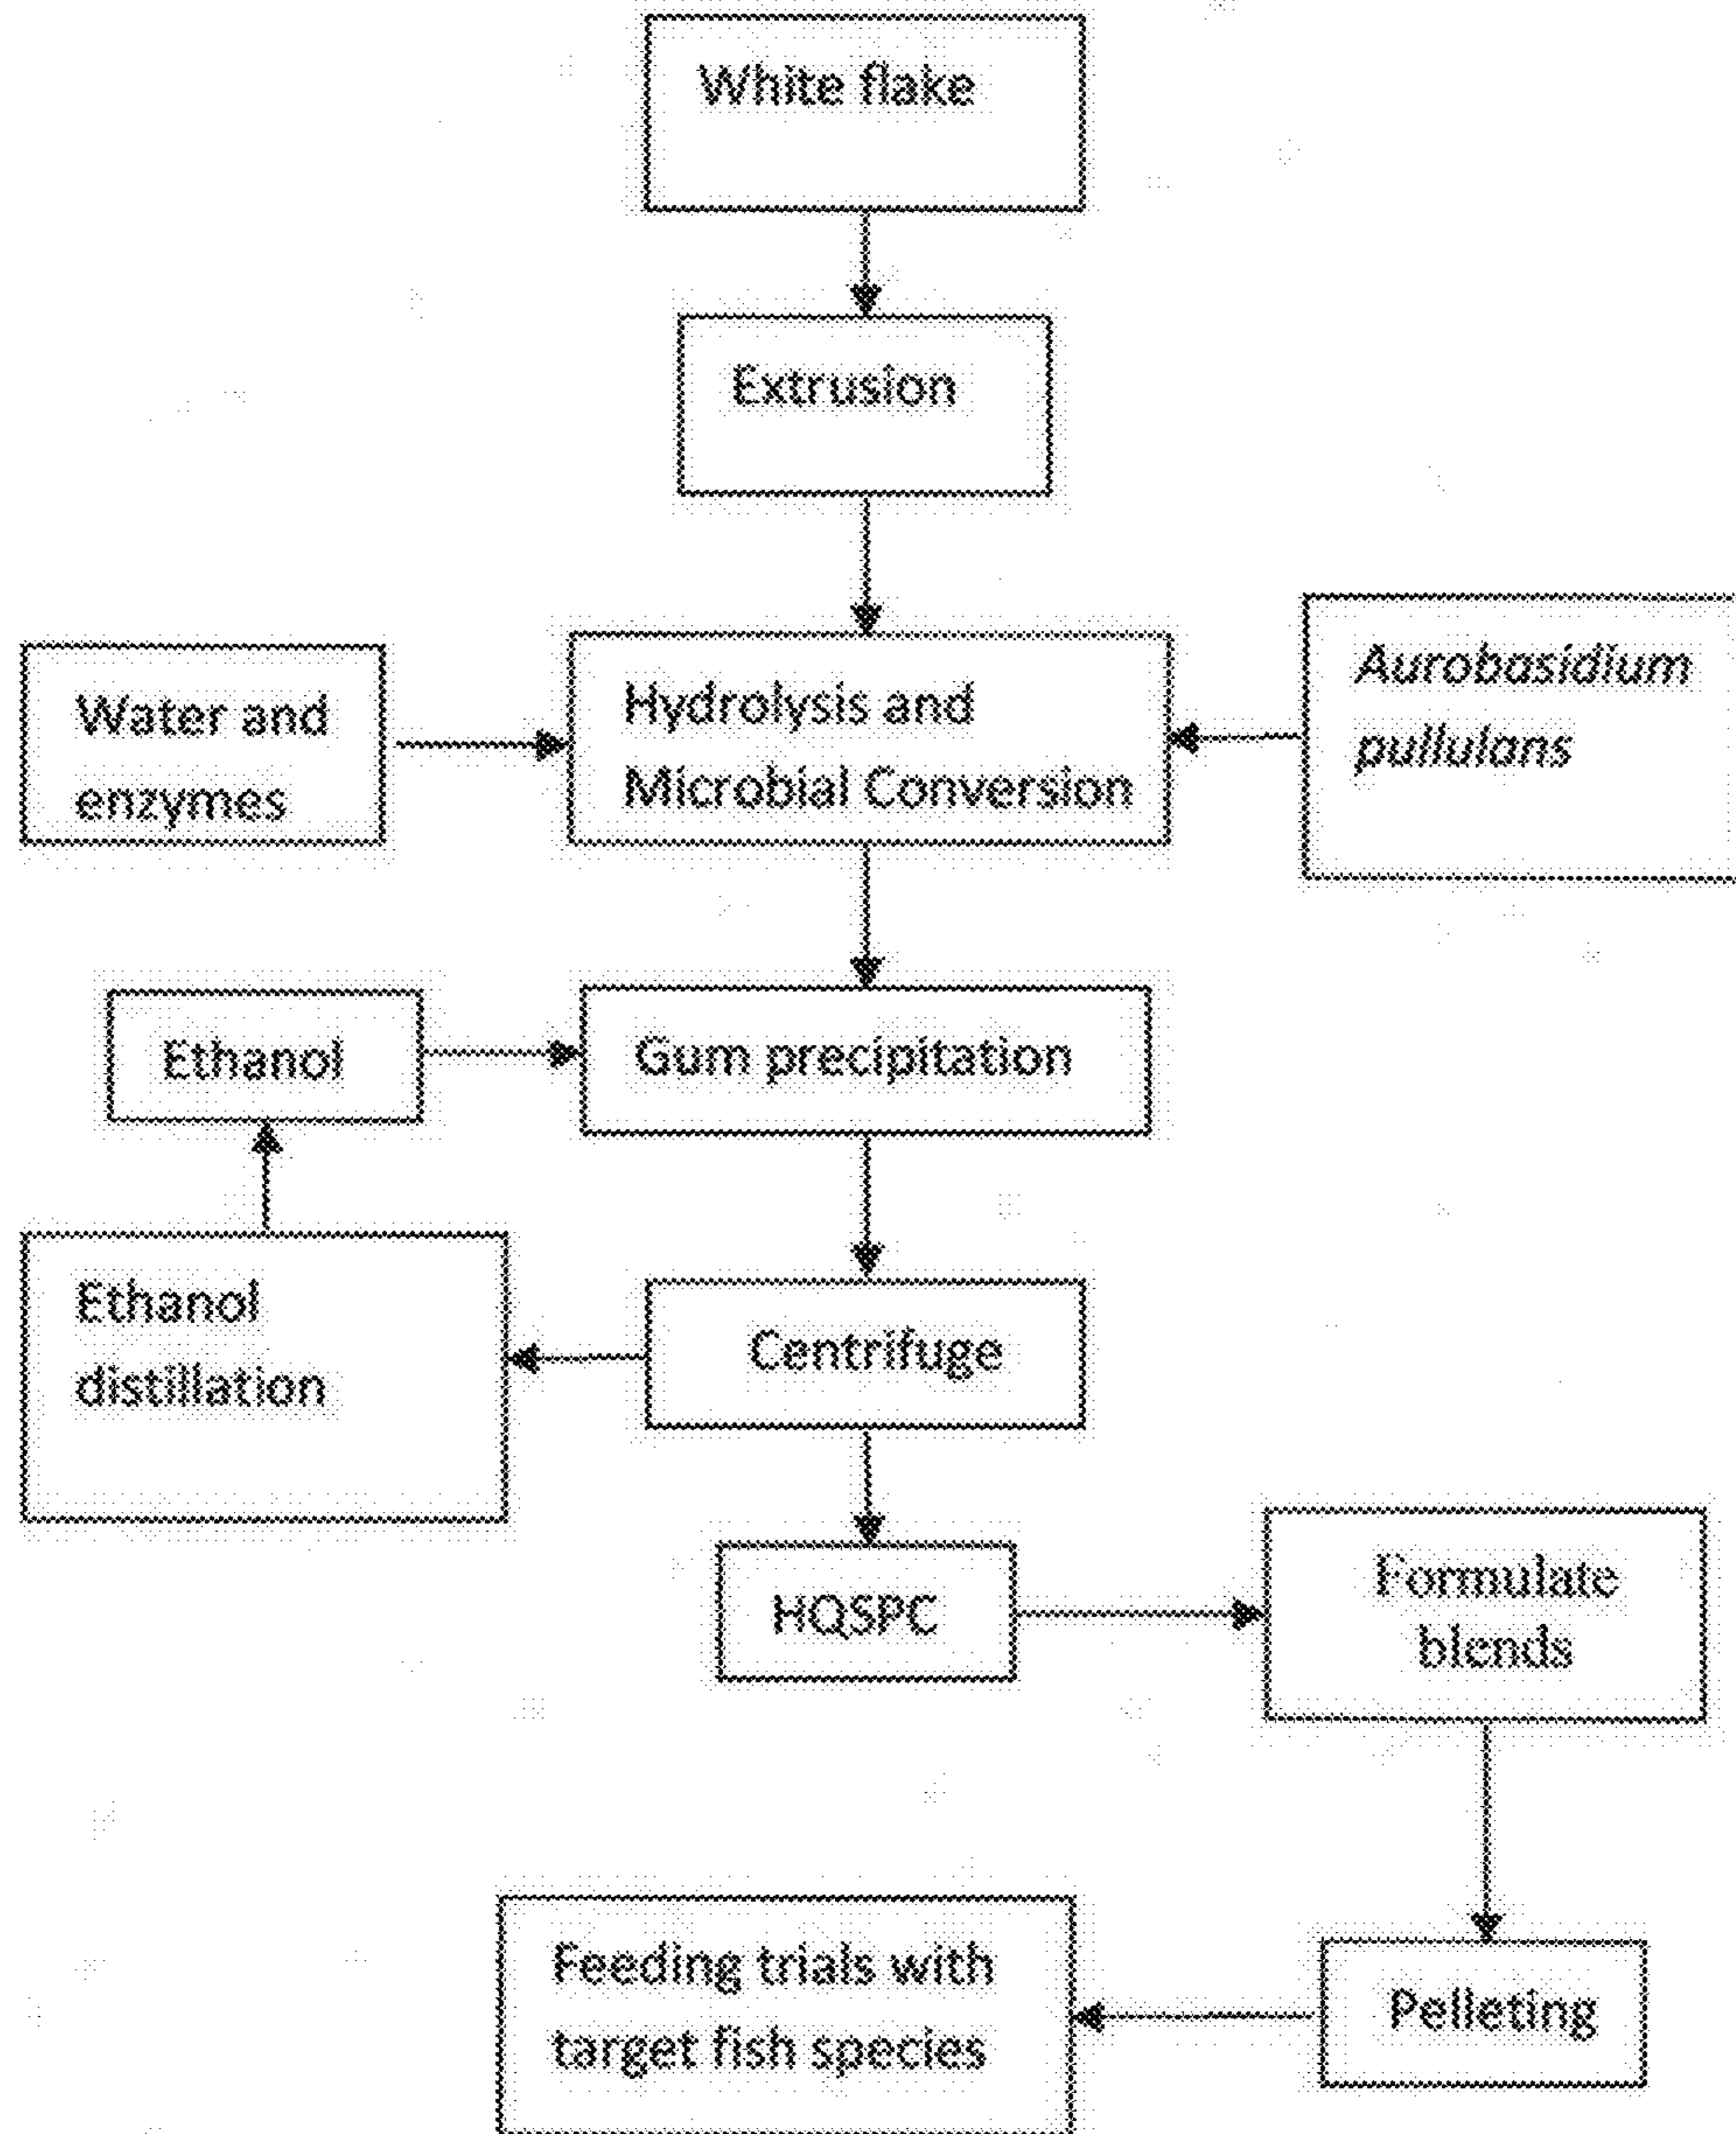 White flake
Extrusion
Water and
enzymes
Hydrolysis and
Microbial Conversion
Aurobasidium
pullulans
Ethanol
Gum precipitation
Ethanol
distillation
Centrifuge
HQSPC
Formulate
blends
Feeding trials with
target fish species
Pelleting